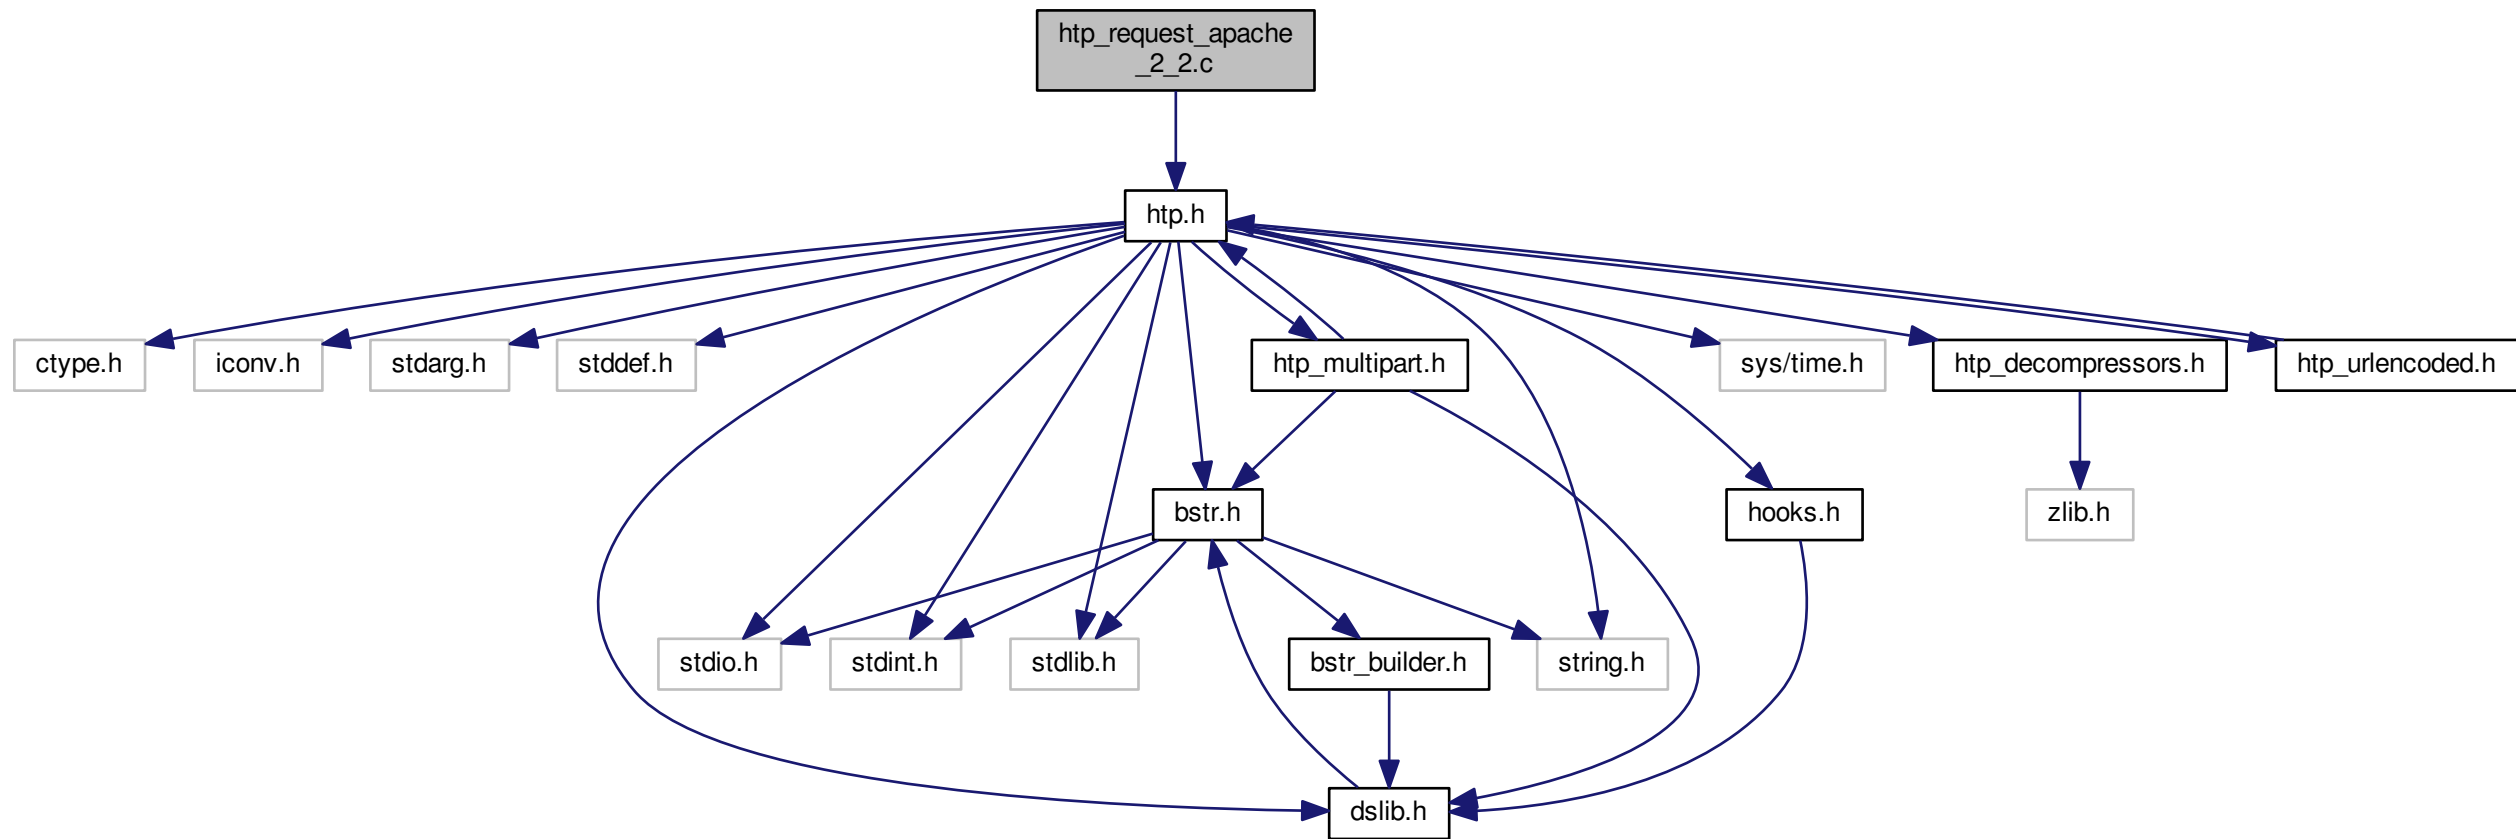 htp_request_apache
_2_2.c
htp.h
ctype.h
iconv.h
stdarg.h
stddef.h
htp_multipart.h
sys/time.h
htp_decompressors.h
htp_urlencoded.h
bstr.h
hooks.h
zlib.h
stdio.h
stdint.h
stdlib.h
bstr_builder.h
string.h
dslib.h